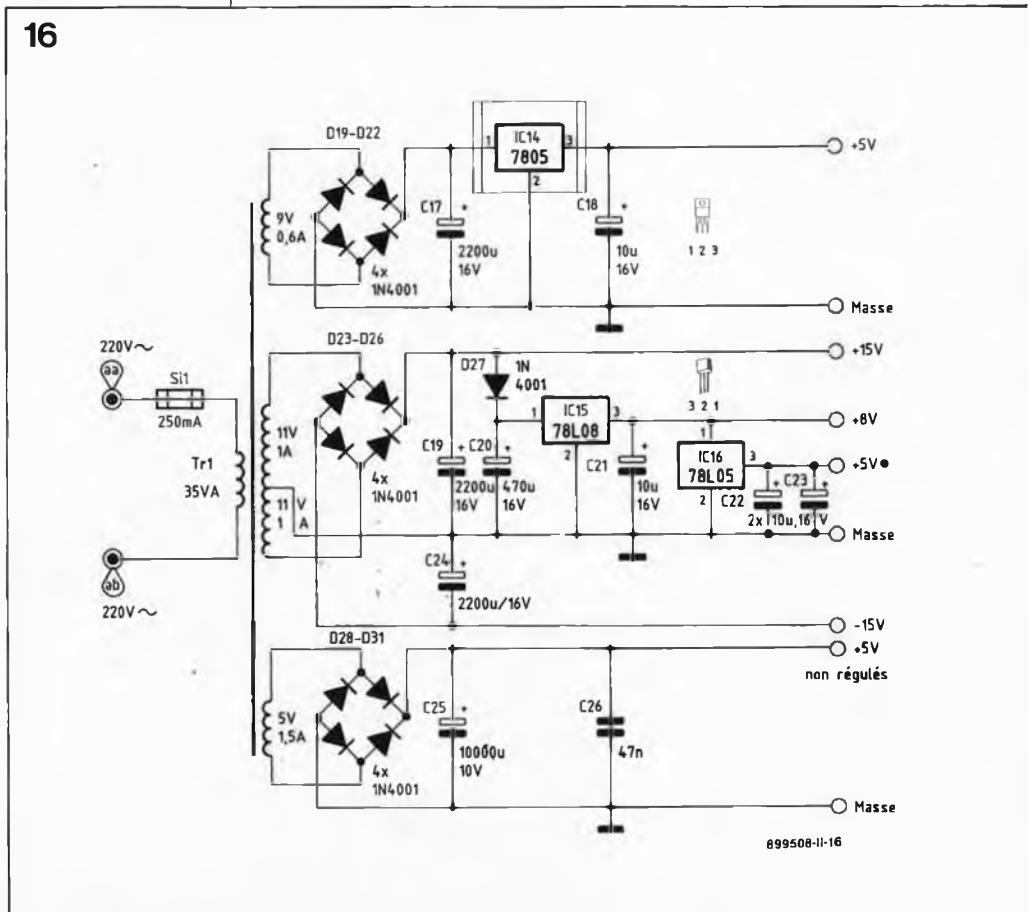 16
D19-D22
9V
0,6A
4x
1N4001
C17
+
2200u
16V
1
IC14
7805
3
2
C18
+
10u
16V
1 2 3
+5V
Masse
220V~
aa
Si1
250mA
Tr1
35VA
ab
220V~
D23-D26
11V
1A
11 V
1 A
4x
1N4001
C19
+
2200u
16V
C20
+
470u
16V
D27
1N
4001
1
IC15
78L08
3
2
C21
+
10u
16V
3 2 1
1
IC16
78L05
3
2
C22
+
C23
+
2x 10u,16 V
+15V
+8V
+5V●
Masse
C24
+
2200u/16V
-15V
D28-D31
5V
1,5A
4x
1N4001
C25
+
10000u
10V
C26
47n
+5V
non régulés
Masse
899508-II-16